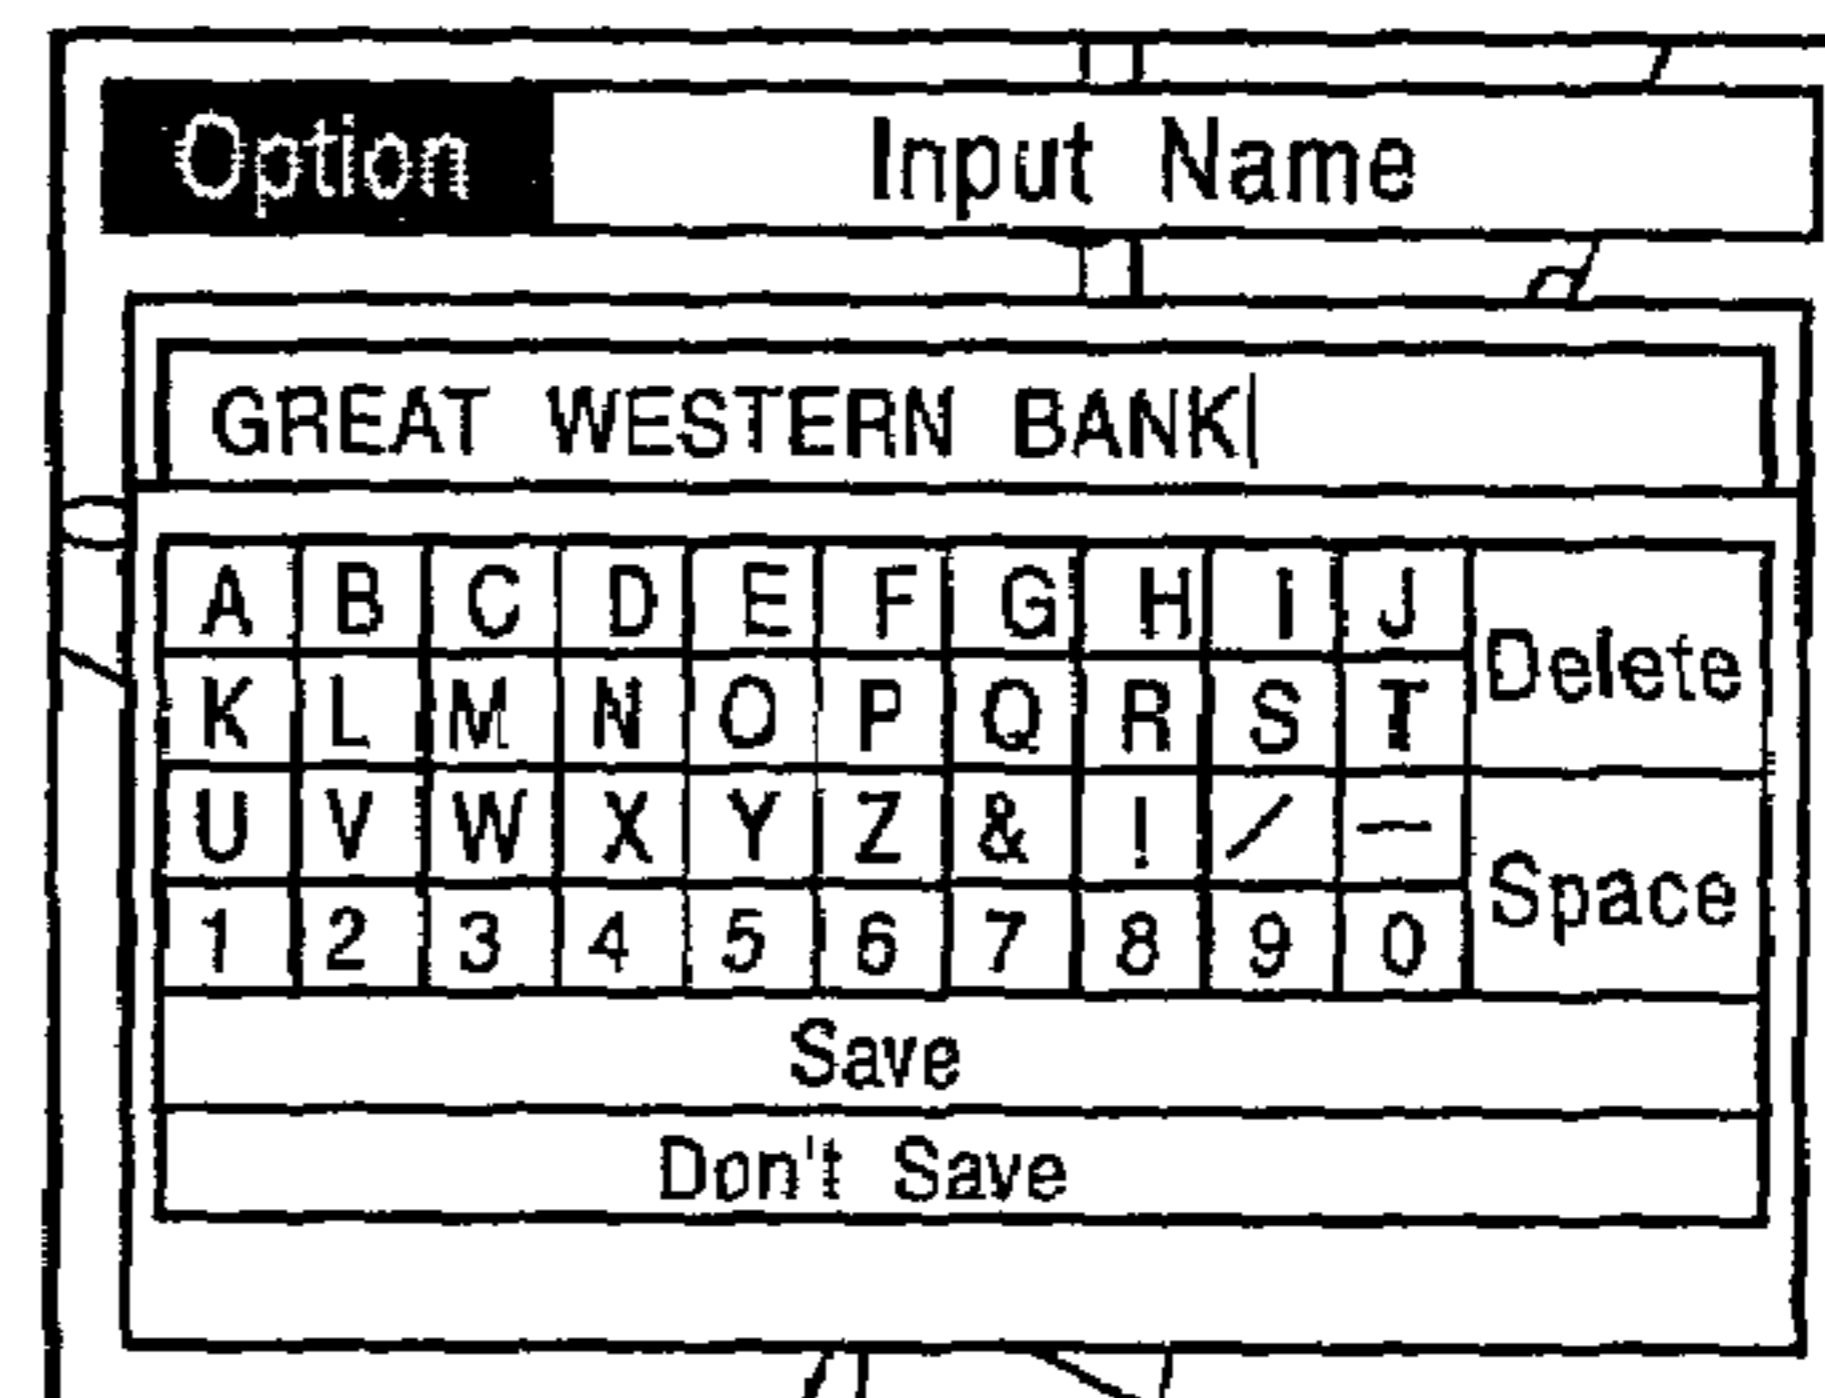 Option Input Name
GREAT WESTERN BANK
A B C D E F G H I J Delete
K L M N O P Q R S T
U V W X Y Z & ! / — Space
1 2 3 4 5 6 7 8 9 0
Save
Don't Save